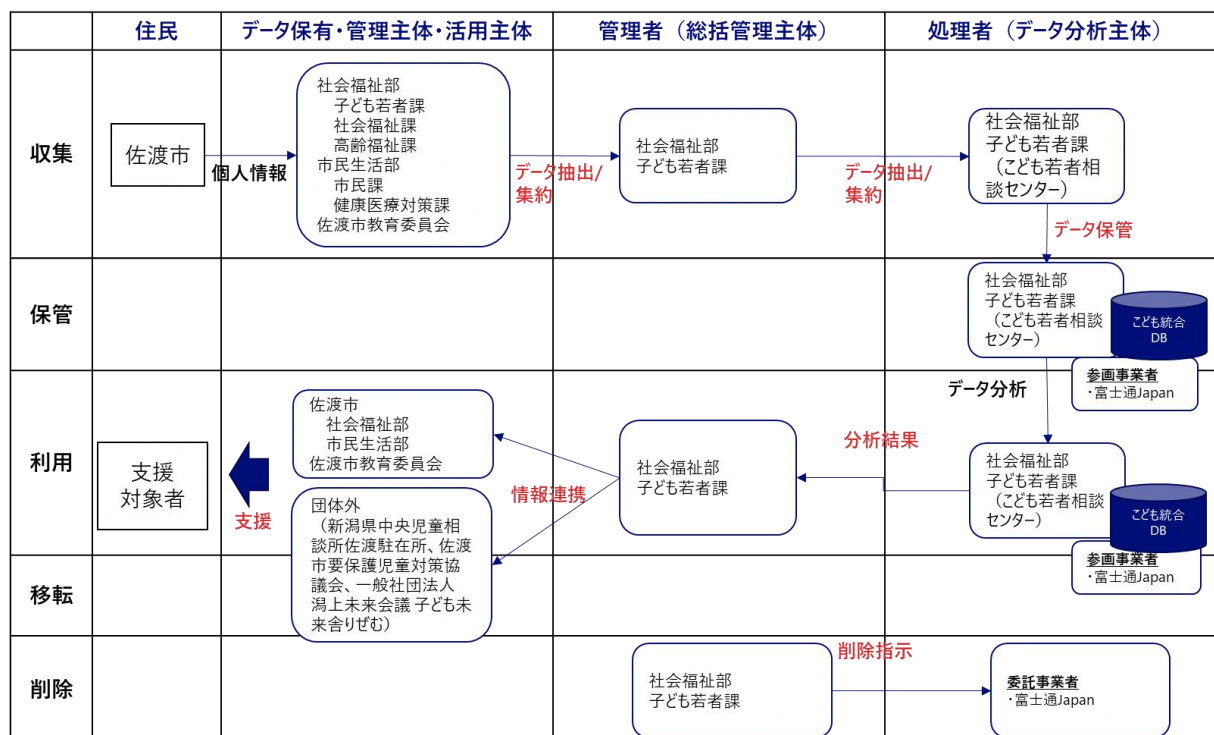 住民
データ保有・管理主体・活用主体
管理者（総括管理主体）
処理者（データ分析主体）
収集
佐渡市
個人情報
社会福祉部
子ども若者課
社会福祉課
高齢福祉課
市民生活部
市民課
健康医療対策課
佐渡市教育委員会
データ抽出/
集約
社会福祉部
子ども若者課
データ抽出/
集約
社会福祉部
子ども若者課
（こども若者相
談センター）
データ保管
保管
社会福祉部
子ども若者課
（こども若者相談
センター）
こども統合
DB
参画事業者
・富士通Japan
データ分析
利用
支援
対象者
支援
佐渡市
社会福祉部
市民生活部
佐渡市教育委員会
情報連携
社会福祉部
子ども若者課
分析結果
社会福祉部
子ども若者課
（こども若者相談
センター）
こども統合
DB
参画事業者
・富士通Japan
団体外
（新潟県中央児童相
談所佐渡駐在所、佐渡
市要保護児童対策協
議会、一般社団法人
潟上未来会議 子ども未
来舎りぜむ）
移転
削除
社会福祉部
子ども若者課
削除指示
委託事業者
・富士通Japan